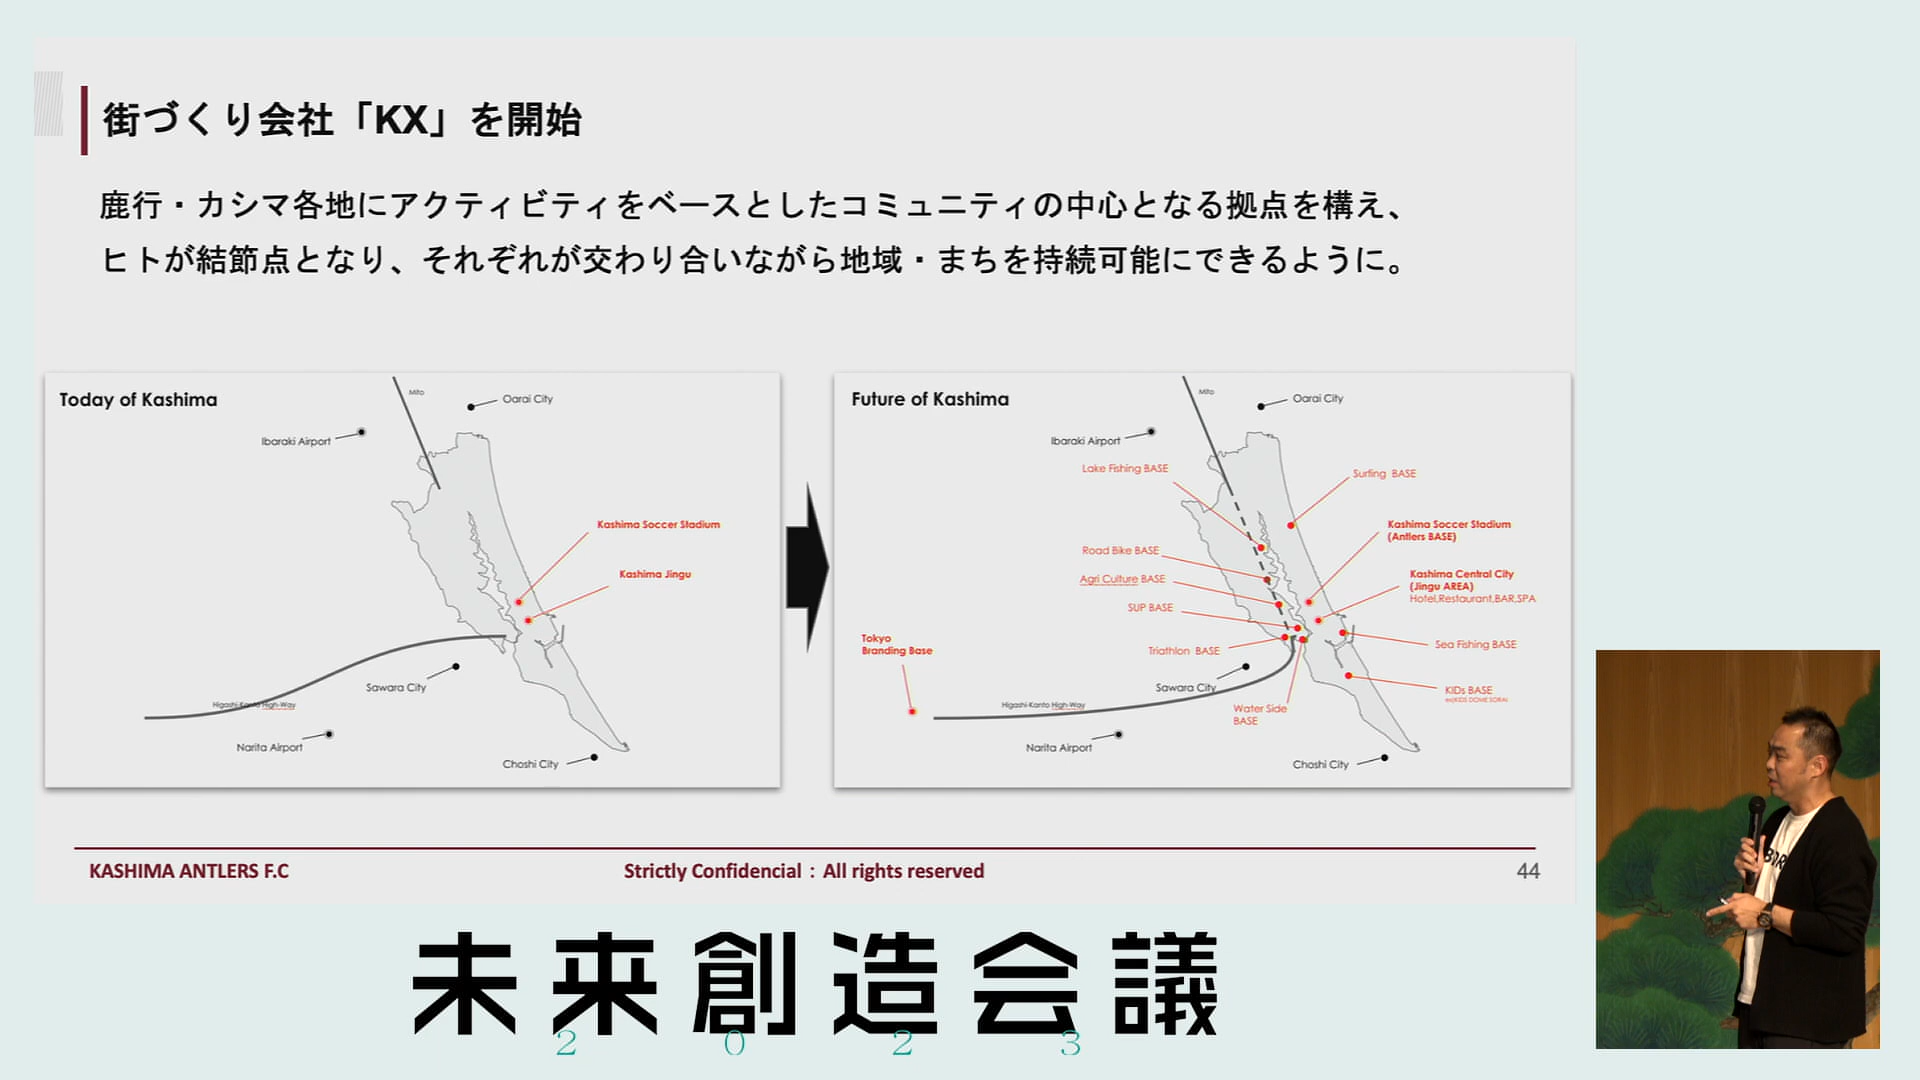 街づくり会社「KX」を開始
鹿行・カシマ各地にアクティビティをベースとしたコミュニティの中心となる拠点を構え、
ヒトが結節点となり、それぞれが交わり合いながら地域・まちを持続可能にできるように。
Today of Kashima
Mito
Oarai City
Ibaraki Airport
Kashima Soccer Stadium
Kashima Jingu
Sawara City
Higashi-Kanto High-Way
Narita Airport
Choshi City
Future of Kashima
Mito
Oarai City
Ibaraki Airport
Lake Fishing BASE
Surfing BASE
Kashima Soccer Stadium
(Antlers BASE)
Road Bike BASE
Kashima Central City
(Jingu AREA)
Hotel,Restaurant,BAR,SPA
Agri Culture BASE
SUP BASE
Tokyo
Branding Base
Triathlon BASE
Sea Fishing BASE
Sawara City
KIDs BASE
Higashi-Kanto High-Way
Water Side
BASE
Narita Airport
Choshi City
KASHIMA ANTLERS F.C
Strictly Confidencial : All rights reserved
44
未来創造会議
2023